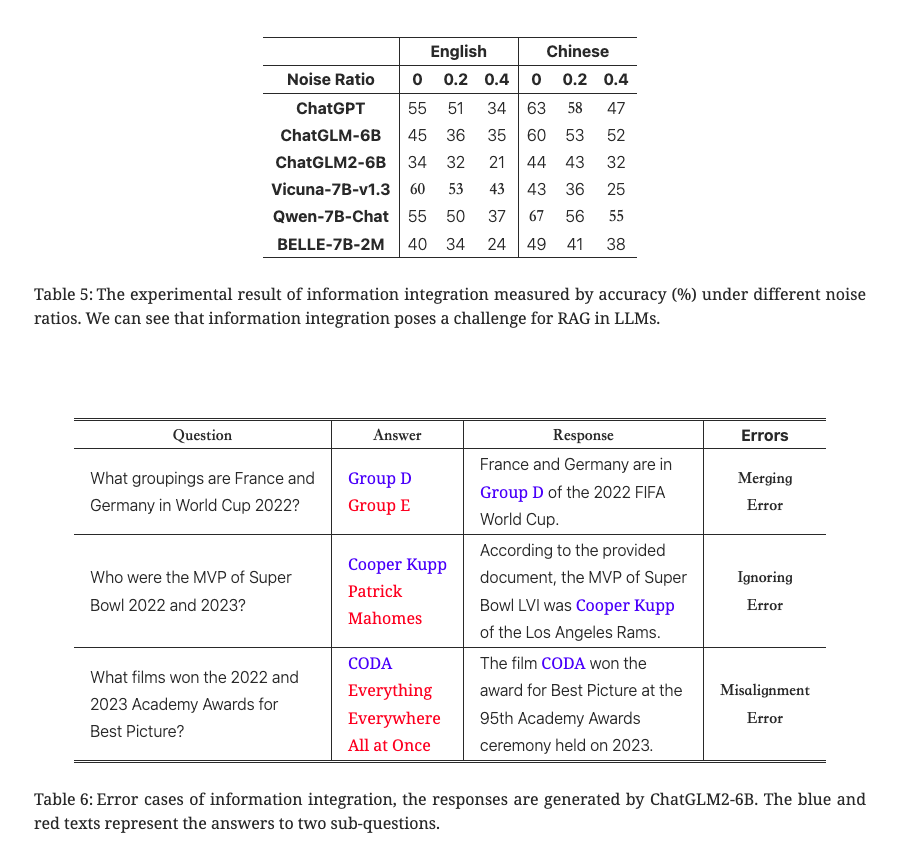 English Chinese
Noise Ratio 0 0.2 0.4 0 0.2 0.4
ChatGPT 55 51 34 63 58 47
ChatGLM-6B 45 36 35 60 53 52
ChatGLM2-6B 34 32 21 44 43 32
Vicuna-7B-v1.3 60 53 43 43 36 25
Qwen-7B-Chat 55 50 37 67 56 55
BELLE-7B-2M 40 34 24 49 41 38
Table 5: The experimental result of information integration measured by accuracy (%) under different noise
ratios. We can see that information integration poses a challenge for RAG in LLMs.
Question Answer Response Errors
What groupings are France and
Germany in World Cup 2022?
Group D
Group E
France and Germany are in
Group D of the 2022 FIFA
World Cup.
Merging
Error
Who were the MVP of Super
Bowl 2022 and 2023?
Cooper Kupp
Patrick
Mahomes
According to the provided
document, the MVP of Super
Bowl LVI was Cooper Kupp
of the Los Angeles Rams.
Ignoring
Error
What films won the 2022 and
2023 Academy Awards for
Best Picture?
CODA
Everything
Everywhere
All at Once
The film CODA won the
award for Best Picture at the
95th Academy Awards
ceremony held on 2023.
Misalignment
Error
Table 6: Error cases of information integration, the responses are generated by ChatGLM2-6B. The blue and
red texts represent the answers to two sub-questions.